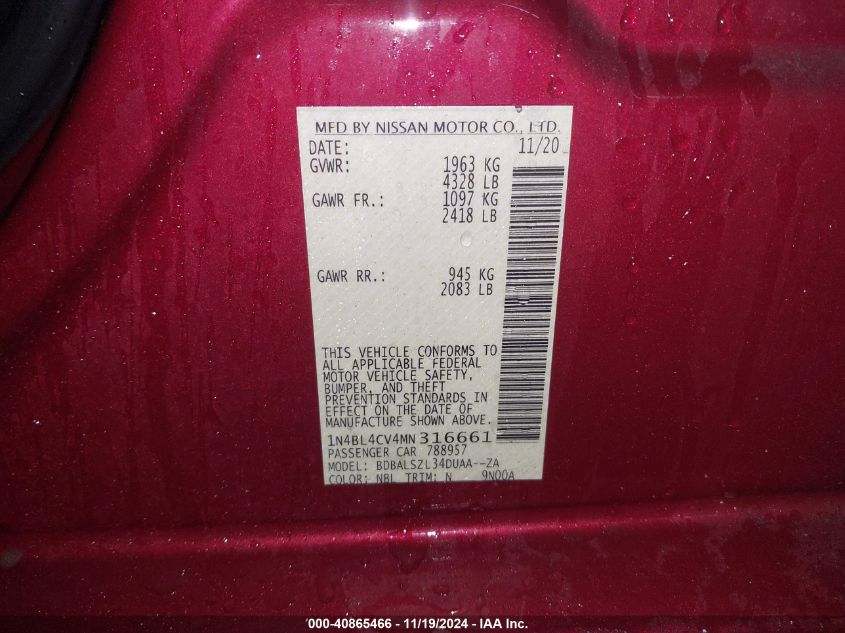 MFD BY NISSAN MOTOR CO., LTD.
DATE: 11/20
GVWR: 1963 KG
4328 LB
GAWR FR.: 1097 KG
2418 LB
GAWR RR.: 945 KG
2083 LB
THIS VEHICLE CONFORMS TO
ALL APPLICABLE FEDERAL
MOTOR VEHICLE SAFETY,
BUMPER, AND THEFT
PREVENTION STANDARDS IN
EFFECT ON THE DATE OF
MANUFACTURE SHOWN ABOVE.
1N4BL4CV4MN316661
PASSENGER CAR 788957
MODEL: BDBALSZL34DUAA--ZA
COLOR: NBL TRIM: N 9N00A
000-40865466 - 11/19/2024 - IAA Inc.